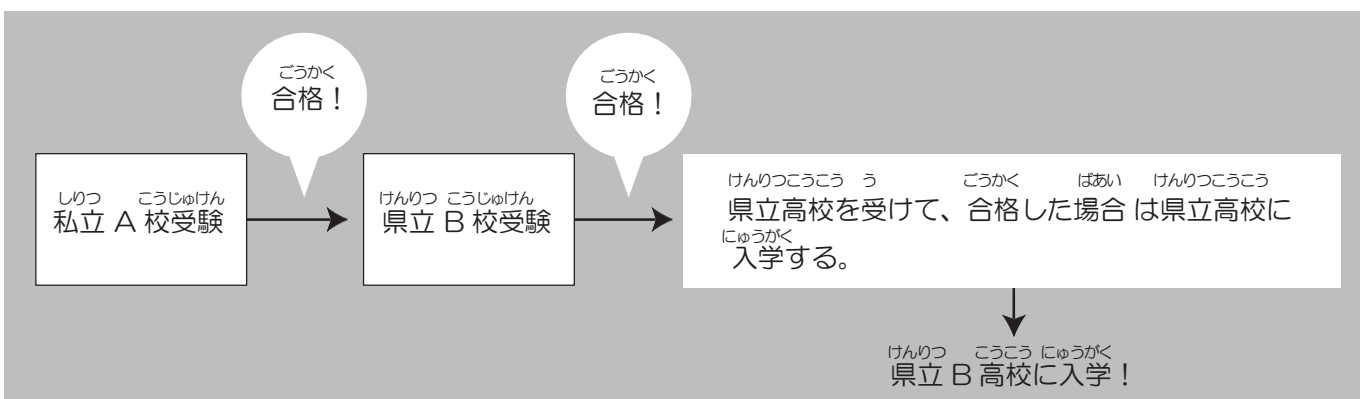 ごうかく
合格！
ごうかく
合格！
しりつ こうじゅけん
私立 A 校受験
けんりつ こうじゅけん
県立 B 校受験
けんりつこうこう う ごうかく ばあい けんりつこうこう
県立高校を受けて、合格した場合 は県立高校に
にゅうがく
入学する。
けんりつ こうこう にゅうがく
県立 B 高校に入学！